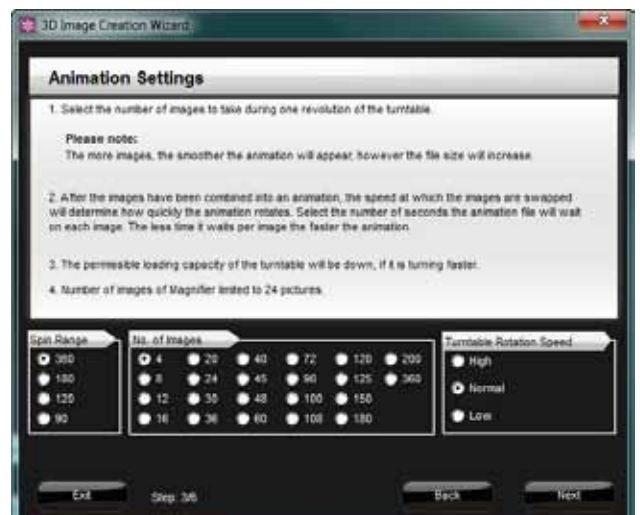 3D Image Creation Wizard
Animation Settings
1. Select the number of images to take during one revolution of the turntable.
Please note:
The more images, the smoother the animation will appear, however the file size will increase.
2. After the images have been combined into an animation, the speed at which the images are swapped
will determine how quickly the animation rotates. Select the number of seconds the animation file will wait
on each image. The less time it waits per image the faster the animation.
3. The permesible loading capacity of the turntable will be down, if it is turning faster.
4. Number of images of Magnifier limited to 24 pictures.
Spin Range
360
180
120
90
No. of Images
4 20 40 72 120 200
8 24 45 90 125 360
12 30 48 100 150
16 36 60 108 180
Turntable Rotation Speed
High
Normal
Low
Exit Step: 3/6 Back Next